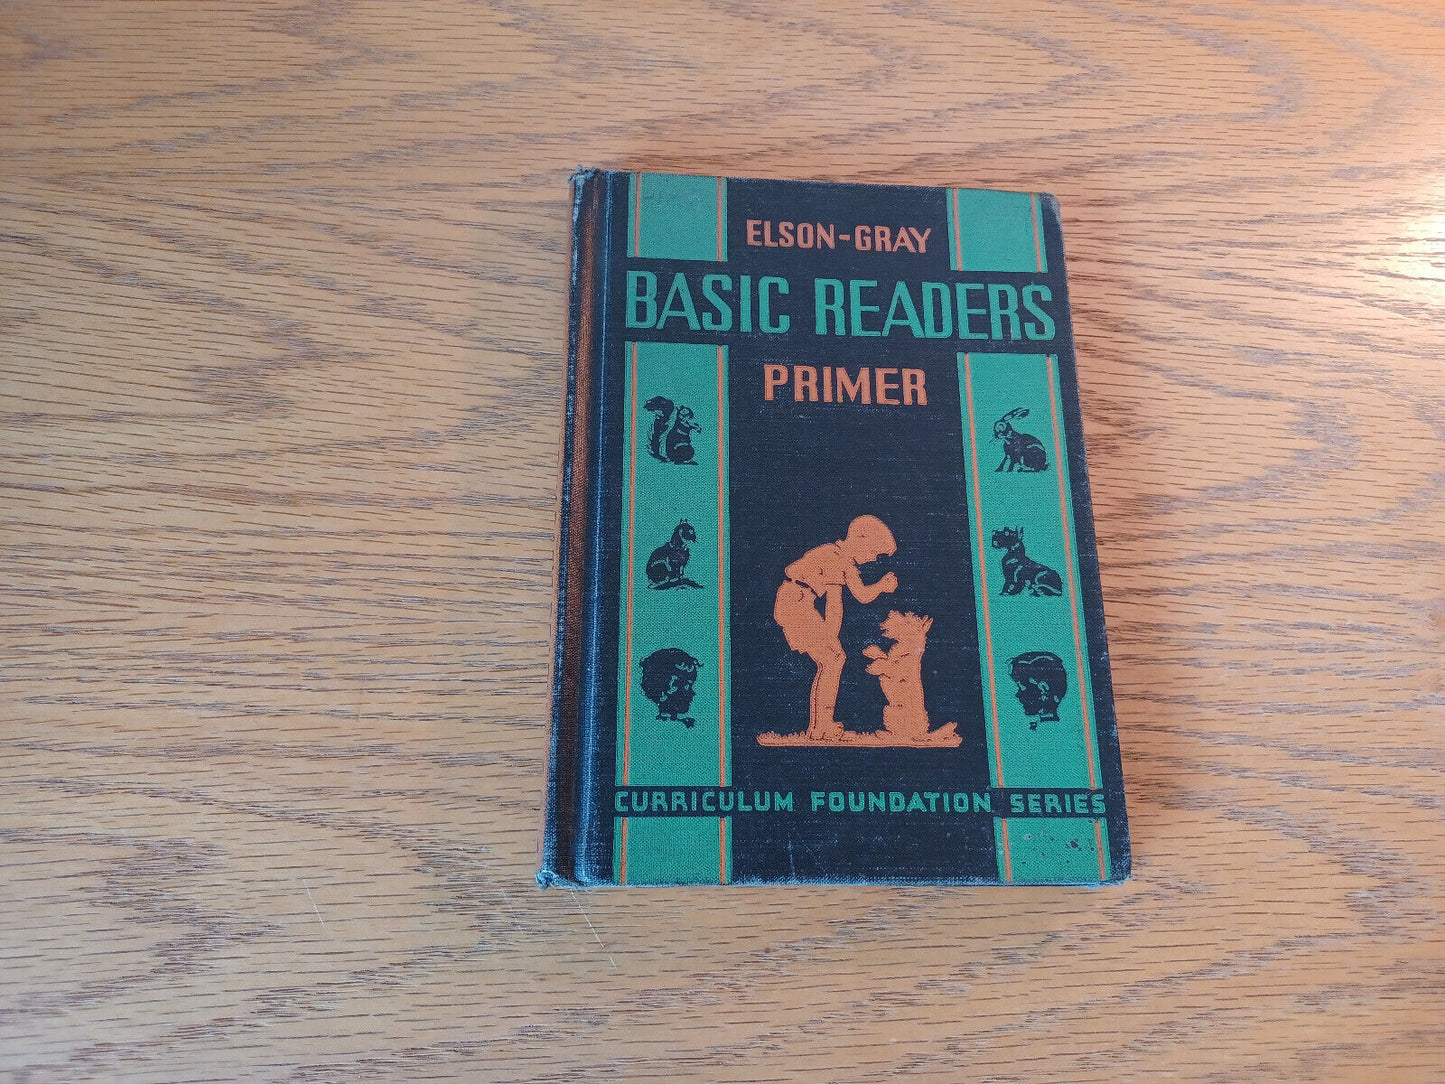 ELSON-GRAY
BASIC READERS
PRIMER
CURRICULUM FOUNDATION SERIES